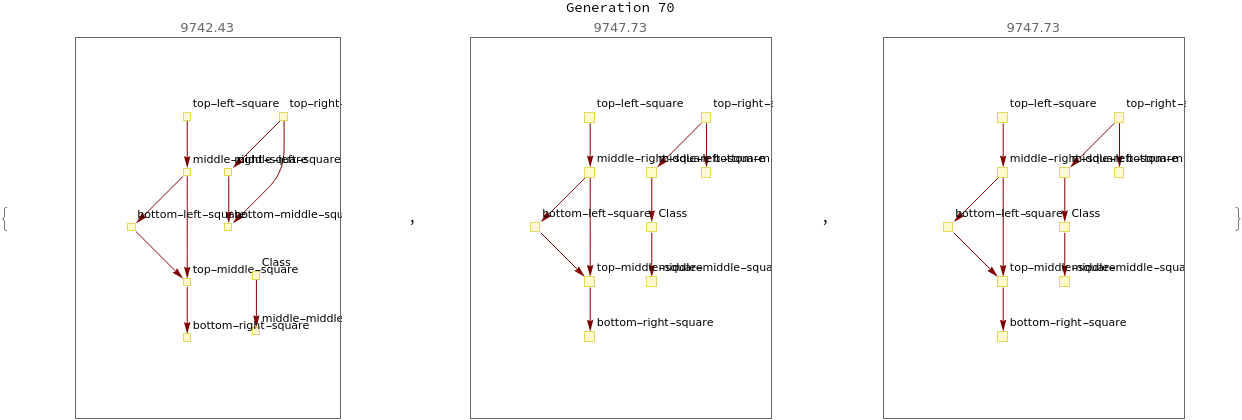 Generation 70
9742.43
top-left-square top-right-
middle-right-square middle-left-square
bottom-left-square bottom-middle-squ
Class
top-middle-square
middle-middle
bottom-right-square
,
9747.73
top-left-square top-right-s
middle-right-square middle-left-square bottom-m
bottom-left-square Class
top-middle-square middle-middle-squa
bottom-right-square
,
9747.73
top-left-square top-right-s
middle-right-square middle-left-square bottom-m
bottom-left-square Class
top-middle-square middle-middle-squa
bottom-right-square